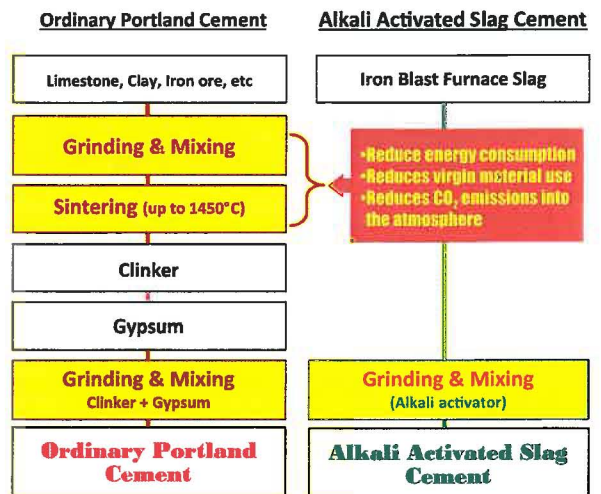 Ordinary Portland Cement
Limestone, Clay, Iron ore, etc
Grinding & Mixing
Sintering (up to 1450°C)
Clinker
Gypsum
Grinding & Mixing
Clinker + Gypsum
Ordinary Portland
Cement
Alkali Activated Slag Cement
Iron Blast Furnace Slag
•Reduce energy consumption
•Reduces virgin material use
•Reduces CO₂ emissions into
the atmosphere
Grinding & Mixing
(Alkali activator)
Alkali Activated Slag
Cement